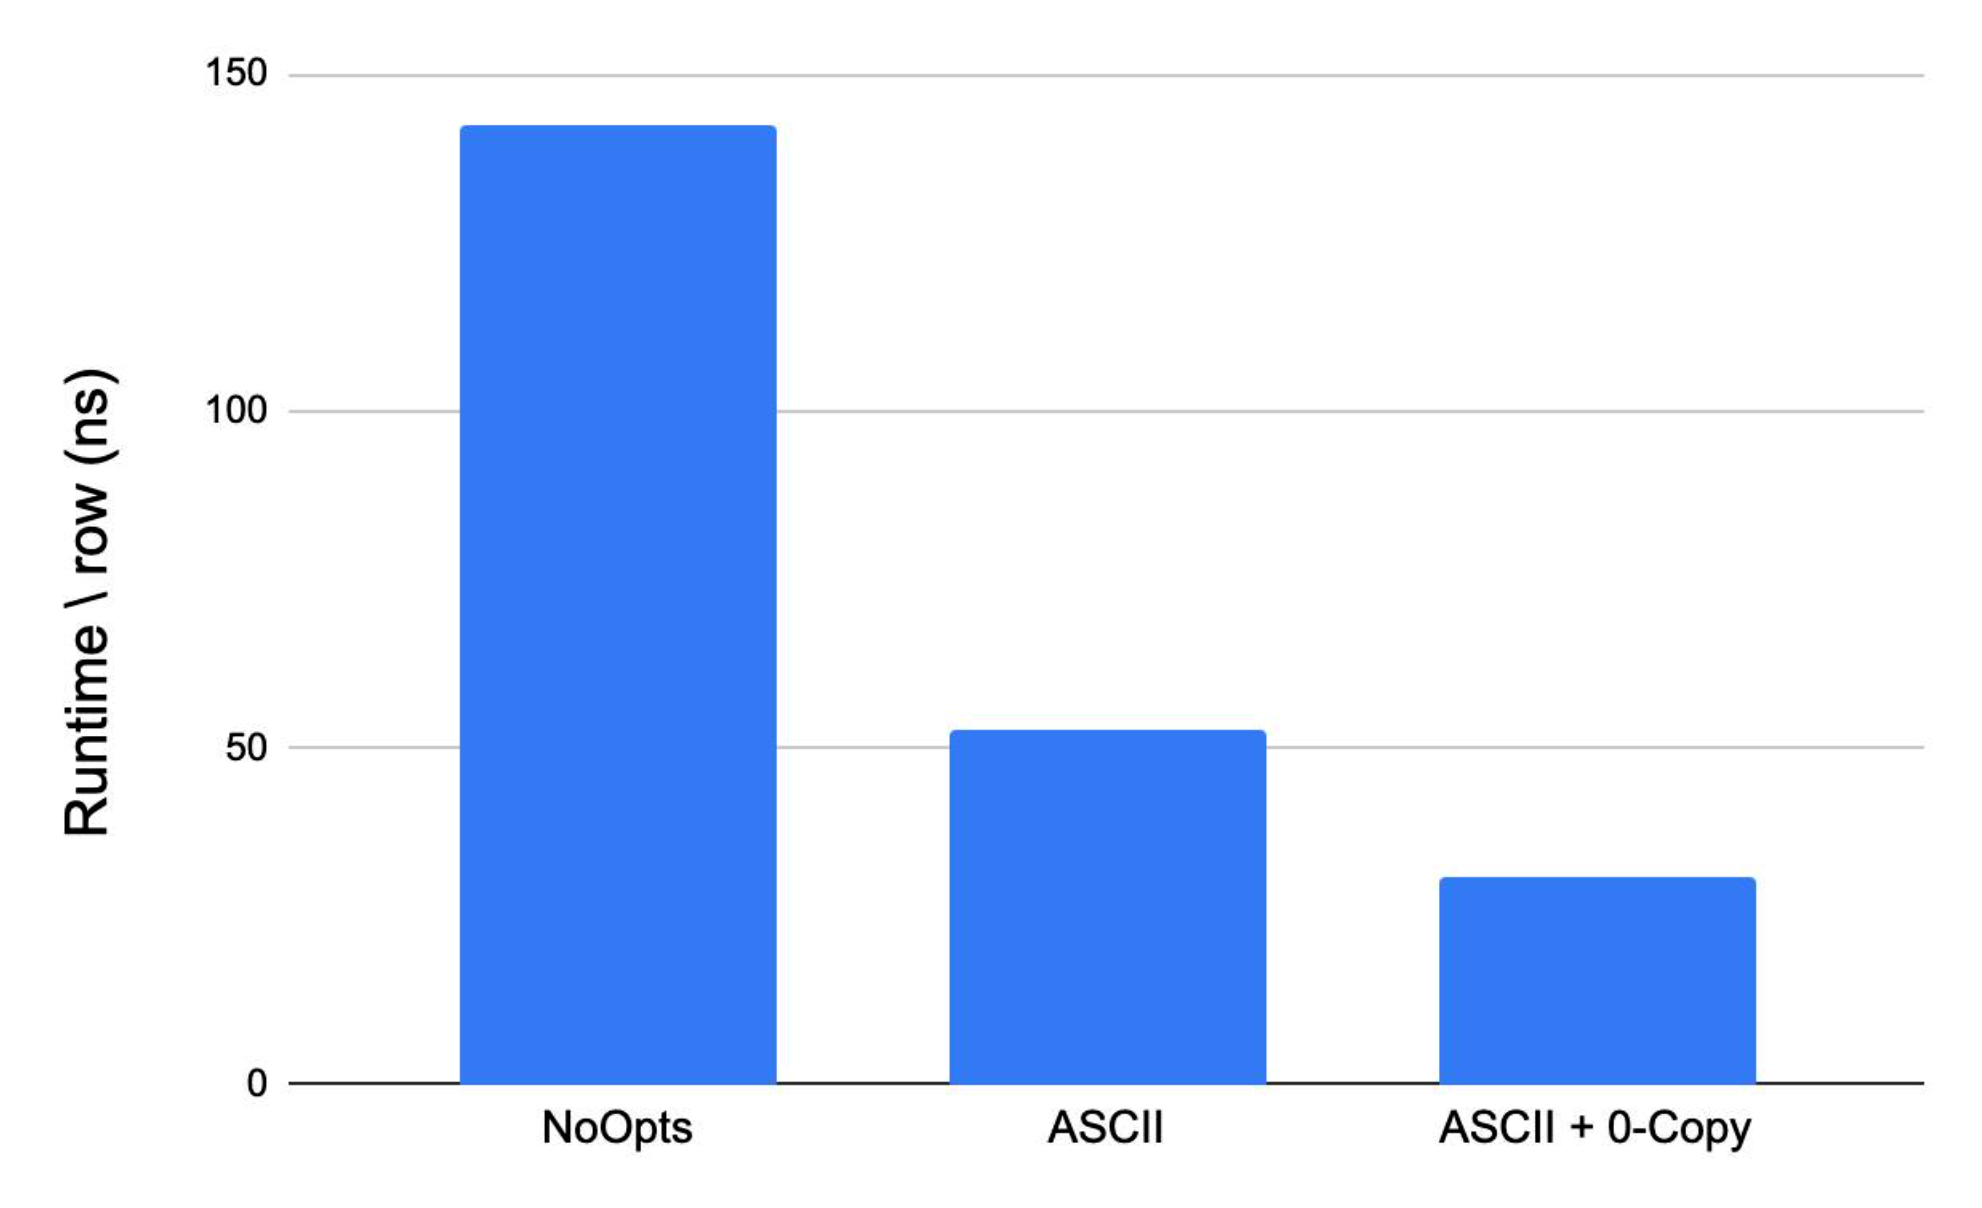 Runtime \ row (ns)
150
100
50
0
NoOpts
ASCII
ASCII + 0-Copy